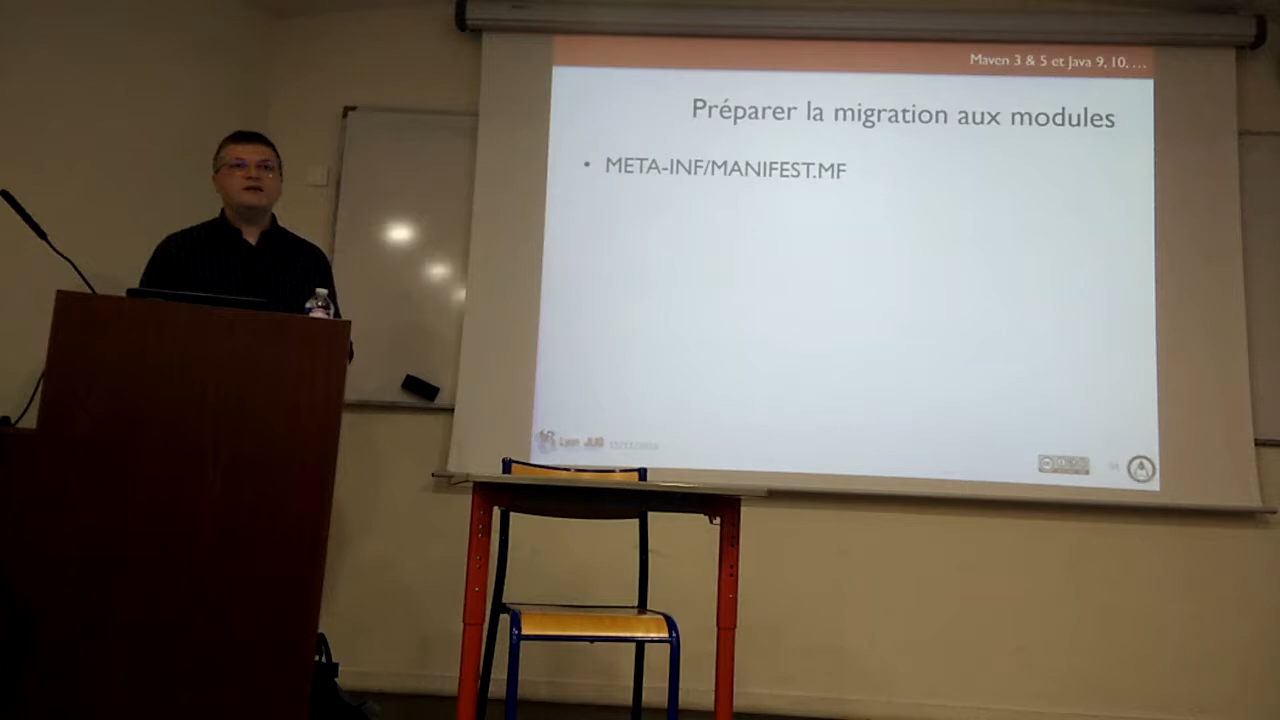 Maven 3 & 5 et Java 9, 10, …
Préparer la migration aux modules
• META-INF/MANIFEST.MF
Lyon JUG